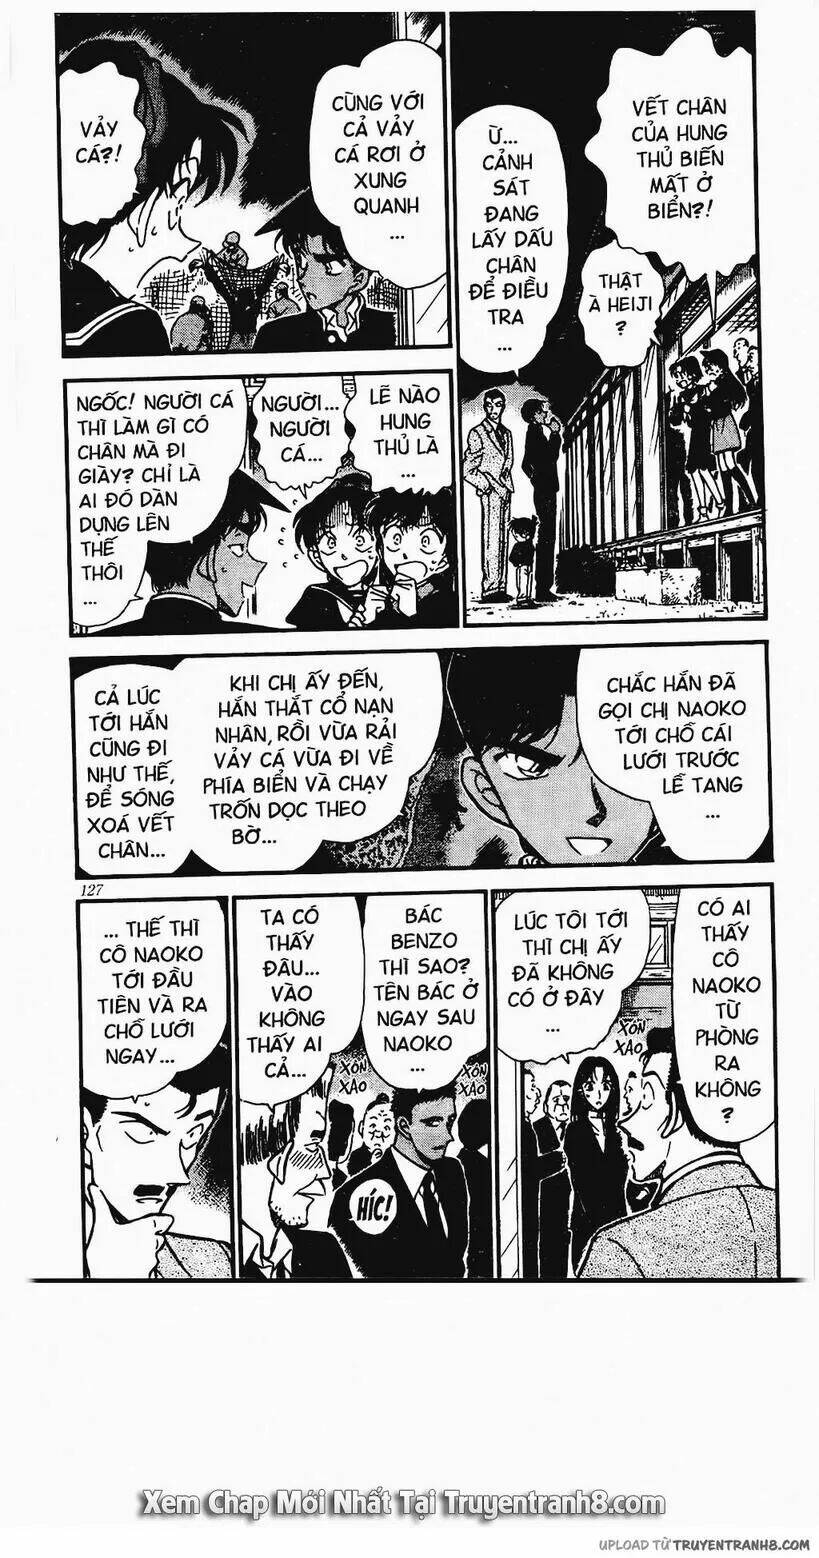 VẾT CHÂN
CỦA HUNG
THỦ BIẾN
MẤT Ở
BIỂN?!
THẬT
À HEIJI
?
Ừ...
CẢNH
SÁT
ĐANG
LẤY DẤU
CHÂN
ĐỂ ĐIỀU
TRA
...
CÙNG VỚI
CẢ VẢY
CÁ RƠI Ở
XUNG
QUANH
...
VẢY
CÁ?!
LẼ NÀO
HUNG
THỦ LÀ
...
NGƯỜI...
NGƯỜI
CÁ...
NGỐC! NGƯỜI CÁ
THÌ LÀM GÌ CÓ
CHÂN MÀ ĐI
GIÀY? CHỈ LÀ
AI ĐÓ DÀN
DỰNG LÊN
THẾ
THÔI
...
CHẮC HẮN ĐÃ
GỌI CHỊ NAOKO
TỚI CHỖ CÁI
LƯỚI TRƯỚC
LỄ TANG
...
KHI CHỊ ẤY ĐẾN,
HẮN THẮT CỔ NẠN
NHÂN, RỒI VỪA RẢI
VẢY CÁ VỪA ĐI VỀ
PHÍA BIỂN VÀ CHẠY
TRỐN DỌC THEO
BỜ...
CẢ LÚC
TỚI HẮN
CŨNG ĐI
NHƯ THẾ,
ĐỂ SÓNG
XOÁ VẾT
CHÂN...
127
CÓ AI
THẤY
CÔ
NAOKO
TỪ
PHÒNG
RA
KHÔNG
?
LÚC TÔI TỚI
THÌ CHỊ ẤY
ĐÃ KHÔNG
CÓ Ở ĐÂY
...
XÔN
XAO
BÁC
BENZO
THÌ SAO?
TÊN BÁC Ở
NGAY SAU
NAOKO
...
XÔN
XAO
TA CÓ
THẤY
ĐÂU...
VÀO
KHÔNG
THẤY AI
CẢ...
XÔN
XAO
HÍC!
... THẾ THÌ
CÔ NAOKO
TỚI ĐẦU
TIÊN VÀ RA
CHỖ LƯỚI
NGAY...
Xem Chap Mới Nhất Tại Truyentranh8.com
UPLOAD TỪ TRUYENTRANH8.COM